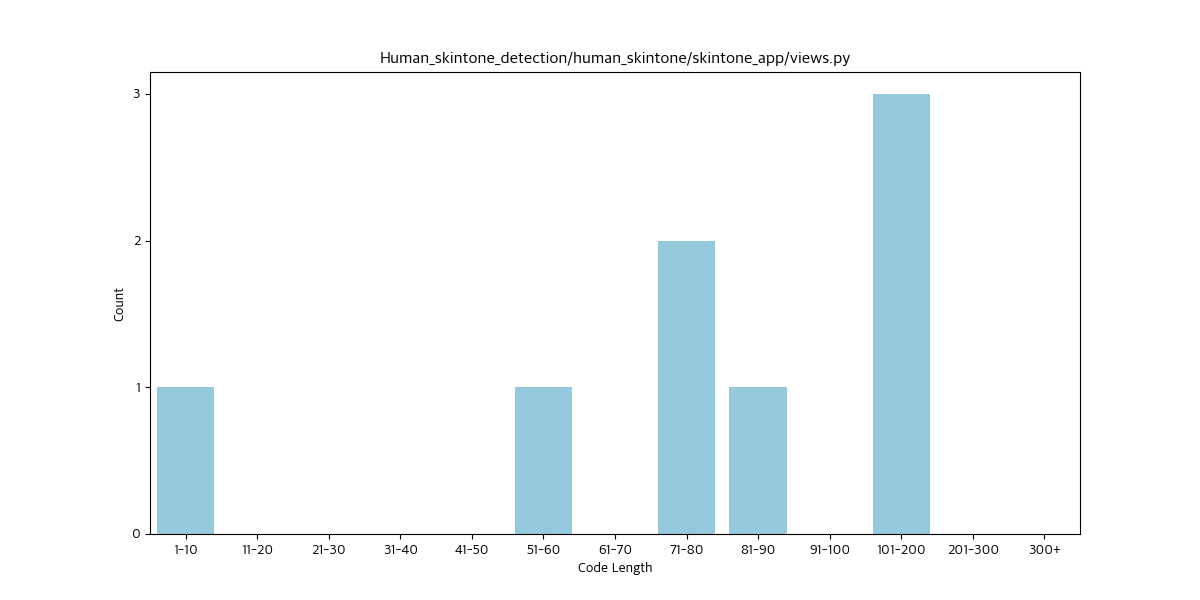 Human_skintone_detection/human_skintone/skintone_app/views.py
3
2
1
0
Count
1-10 11-20 21-30 31-40 41-50 51-60 61-70 71-80 81-90 91-100 101-200 201-300 300+
Code Length